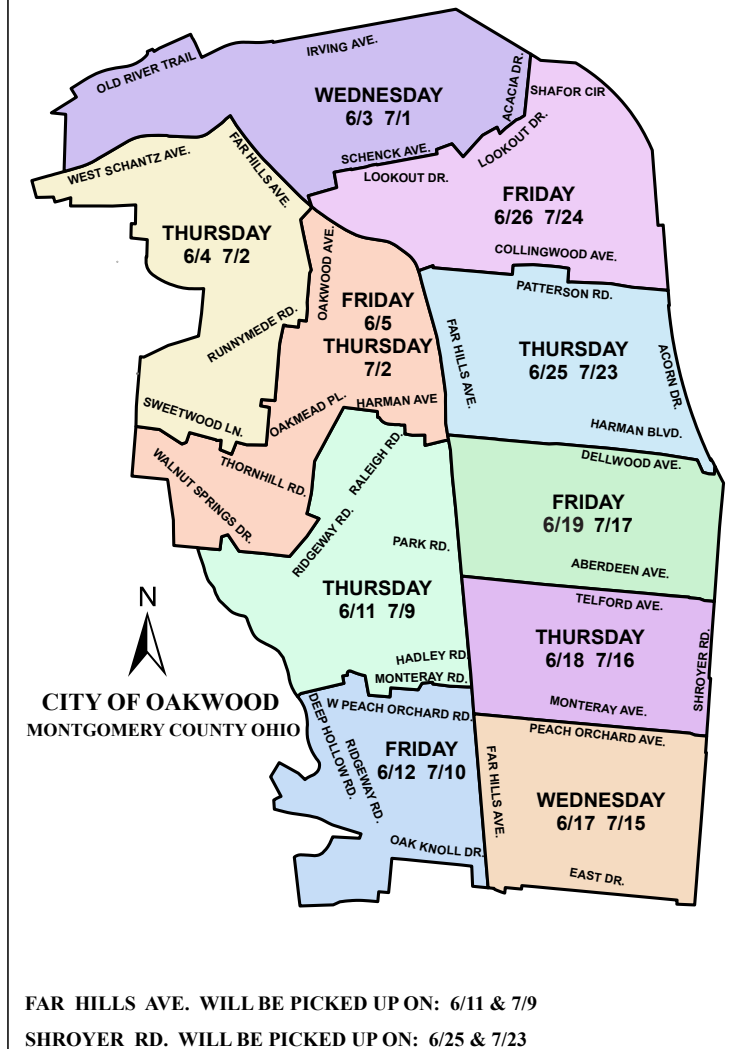 IRVING AVE.
OLD RIVER TRAIL
ACACIA DR.
SHAFOR CIR
WEDNESDAY
6/3 7/1
SCHENCK AVE.
LOOKOUT DR.
LOOKOUT DR.
WEST SCHANTZ AVE.
FAR HILLS AVE.
FRIDAY
6/26 7/24
COLLINGWOOD AVE.
THURSDAY
6/4 7/2
OAKWOOD AVE.
RUNNYMEDE RD.
SWEETWOOD LN.
FRIDAY
6/5
THURSDAY
7/2
OAKMEAD PL.
HARMAN AVE
THORNHILL RD.
WALNUT SPRINGS DR.
PATTERSON RD.
FAR HILLS AVE.
THURSDAY
6/25 7/23
ACORN DR.
HARMAN BLVD.
DELLWOOD AVE.
FRIDAY
6/19 7/17
ABERDEEN AVE.
RALEIGH RD.
RIDGEWAY RD.
PARK RD.
THURSDAY
6/11 7/9
HADLEY RD.
MONTERAY RD.
TELFORD AVE.
THURSDAY
6/18 7/16
SHROYER RD.
MONTERAY AVE.
N
CITY OF OAKWOOD
MONTGOMERY COUNTY OHIO
W PEACH ORCHARD RD.
DEEP HOLLOW RD.
RIDGEWAY RD.
FRIDAY
6/12 7/10
OAK KNOLL DR.
PEACH ORCHARD AVE.
FAR HILLS AVE.
WEDNESDAY
6/17 7/15
EAST DR.
FAR HILLS AVE. WILL BE PICKED UP ON: 6/11 & 7/9
SHROYER RD. WILL BE PICKED UP ON: 6/25 & 7/23